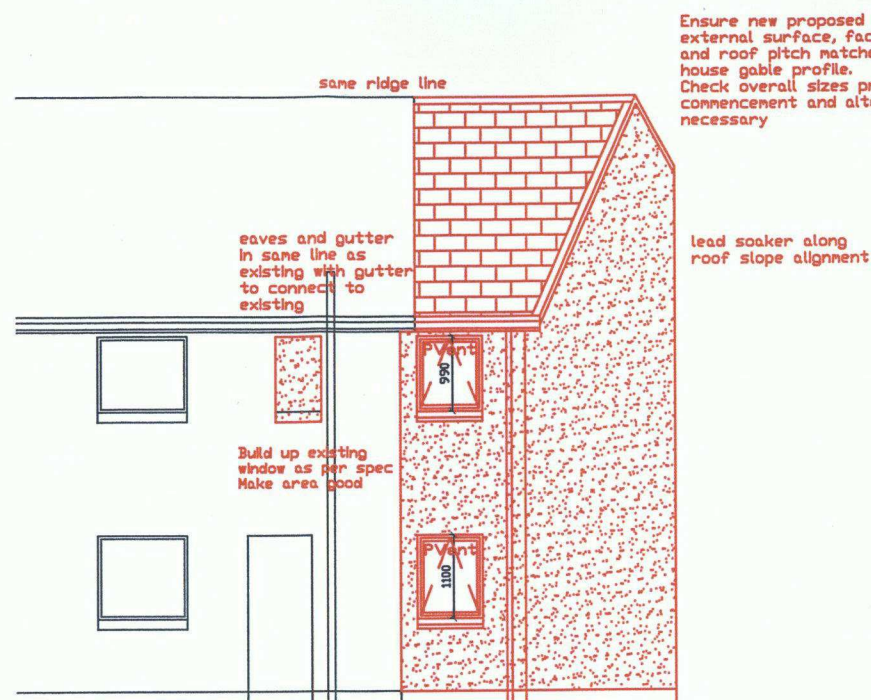 Ensure new proposed
external surface, fac
and roof pitch matche
house gable profile.
Check overall sizes pr
commencement and alt
necessary
same ridge line
lead soaker along
roof slope alignment
eaves and gutter
in same line as
existing with gutter
to connect to
existing
PVent
990
Build up existing
window as per spec
Make area good
PVent
1100